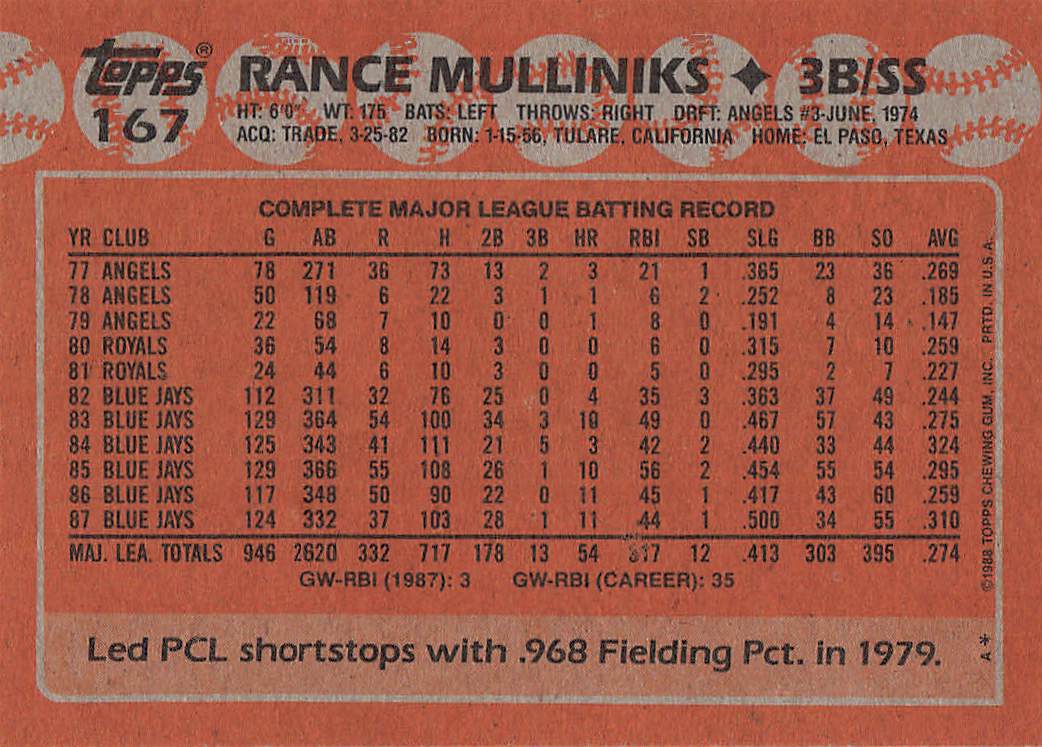 topps® RANCE MULLINIKS ✦ 3B/SS
167 HT: 6'0" WT: 175 BATS: LEFT THROWS: RIGHT DRFT: ANGELS #3-JUNE, 1974
ACQ: TRADE, 3-25-82 BORN: 1-15-56, TULARE, CALIFORNIA HOME: EL PASO, TEXAS
COMPLETE MAJOR LEAGUE BATTING RECORD
YR CLUB G AB R H 2B 3B HR RBI SB SLG BB SO AVG
77 ANGELS 78 271 36 73 13 2 3 21 1 .365 23 36 .269
78 ANGELS 50 119 6 22 3 1 1 6 2 .252 8 23 .185
79 ANGELS 22 68 7 10 0 0 1 8 0 .191 4 14 .147
80 ROYALS 36 54 8 14 3 0 0 6 0 .315 7 10 .259
81 ROYALS 24 44 6 10 3 0 0 5 0 .295 2 7 .227
82 BLUE JAYS 112 311 32 76 25 0 4 35 3 .363 37 49 .244
83 BLUE JAYS 129 364 54 100 34 3 10 49 0 .467 57 43 .275
84 BLUE JAYS 125 343 41 111 21 5 3 42 2 .440 33 44 .324
85 BLUE JAYS 129 366 55 108 26 1 10 56 2 .454 55 54 .295
86 BLUE JAYS 117 348 50 90 22 0 11 45 1 .417 43 60 .259
87 BLUE JAYS 124 332 37 103 28 1 11 44 1 .500 34 55 .310
MAJ. LEA. TOTALS 946 2620 332 717 178 13 54 317 12 .413 303 395 .274
GW-RBI (1987): 3 GW-RBI (CAREER): 35
Led PCL shortstops with .968 Fielding Pct. in 1979.
©1988 TOPPS CHEWING GUM, INC. PRTD. IN U.S.A.
A*